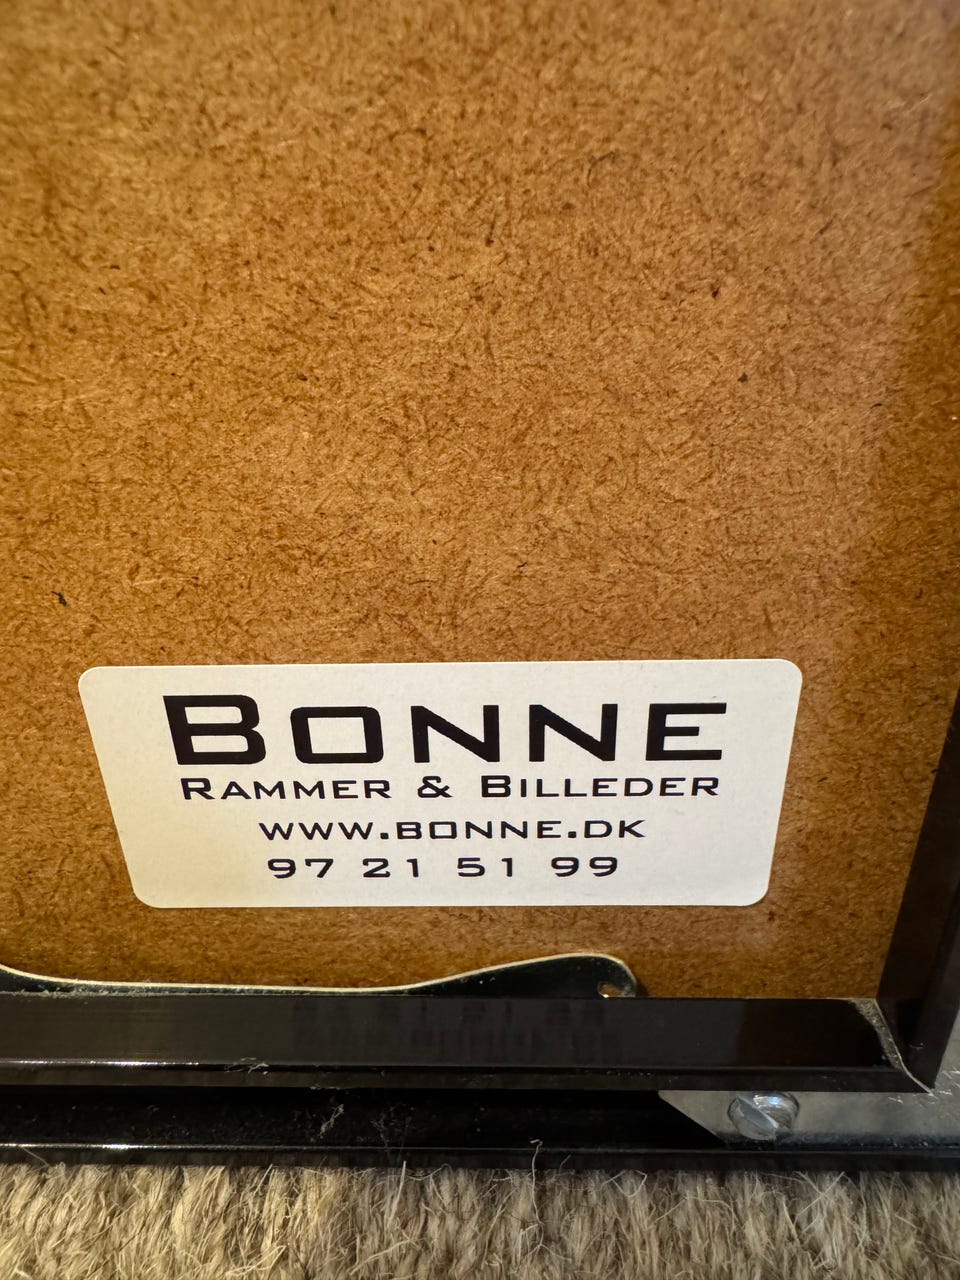 BONNE
RAMMER & BILLEDER
WWW.BONNE.DK
97 21 51 99